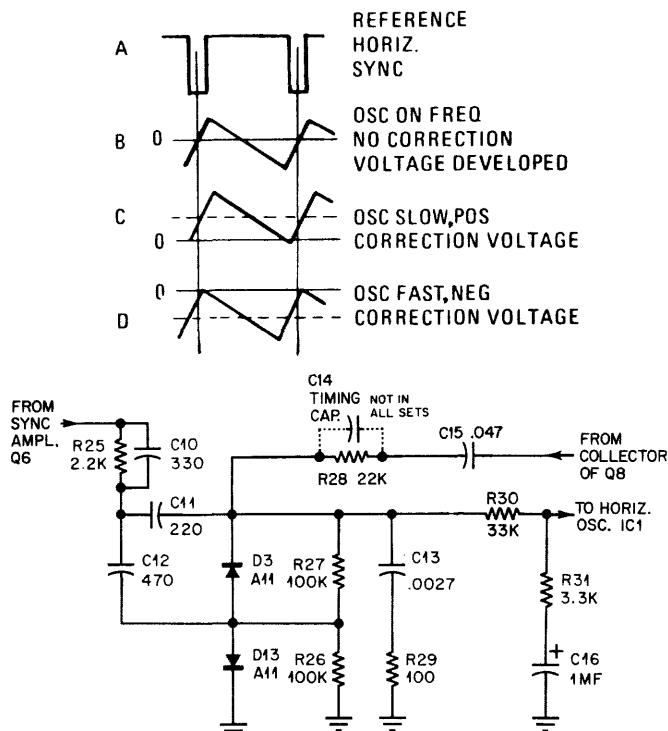 A
REFERENCE
HORIZ.
SYNC
B
0
OSC ON FREQ
NO CORRECTION
VOLTAGE DEVELOPED
C
0
OSC SLOW,POS
CORRECTION VOLTAGE
0
D
OSC FAST,NEG
CORRECTION VOLTAGE
FROM
SYNC
AMPL.
Q6
R25
2.2K
C10
330
C11
220
C12
470
C14
TIMING
CAP.
NOT IN
ALL SETS
R28 22K
C15 .047
FROM
COLLECTOR
OF Q8
R30
33K
TO HORIZ.
OSC. IC1
D3
A11
R27
100K
C13
.0027
R31
3.3K
D13
A11
R26
100K
R29
100
+
C16
1MF